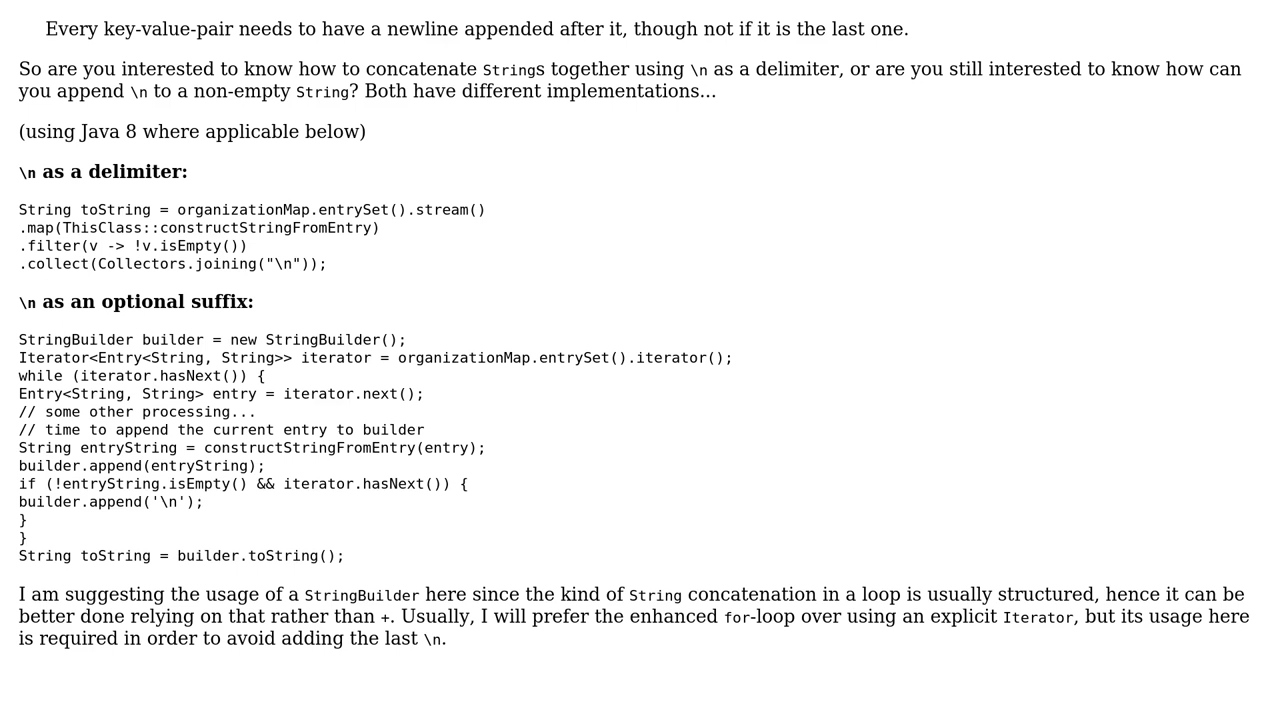 Every key-value-pair needs to have a newline appended after it, though not if it is the last one.
So are you interested to know how to concatenate Strings together using \n as a delimiter, or are you still interested to know how can
you append \n to a non-empty String? Both have different implementations...
(using Java 8 where applicable below)
\n as a delimiter:
String toString = organizationMap.entrySet().stream()
.map(ThisClass::constructStringFromEntry)
.filter(v -> !v.isEmpty())
.collect(Collectors.joining("\n"));
\n as an optional suffix:
StringBuilder builder = new StringBuilder();
Iterator<Entry<String, String>> iterator = organizationMap.entrySet().iterator();
while (iterator.hasNext()) {
Entry<String, String> entry = iterator.next();
// some other processing...
// time to append the current entry to builder
String entryString = constructStringFromEntry(entry);
builder.append(entryString);
if (!entryString.isEmpty() && iterator.hasNext()) {
builder.append('\n');
}
}
String toString = builder.toString();
I am suggesting the usage of a StringBuilder here since the kind of String concatenation in a loop is usually structured, hence it can be
better done relying on that rather than +. Usually, I will prefer the enhanced for-loop over using an explicit Iterator, but its usage here
is required in order to avoid adding the last \n.